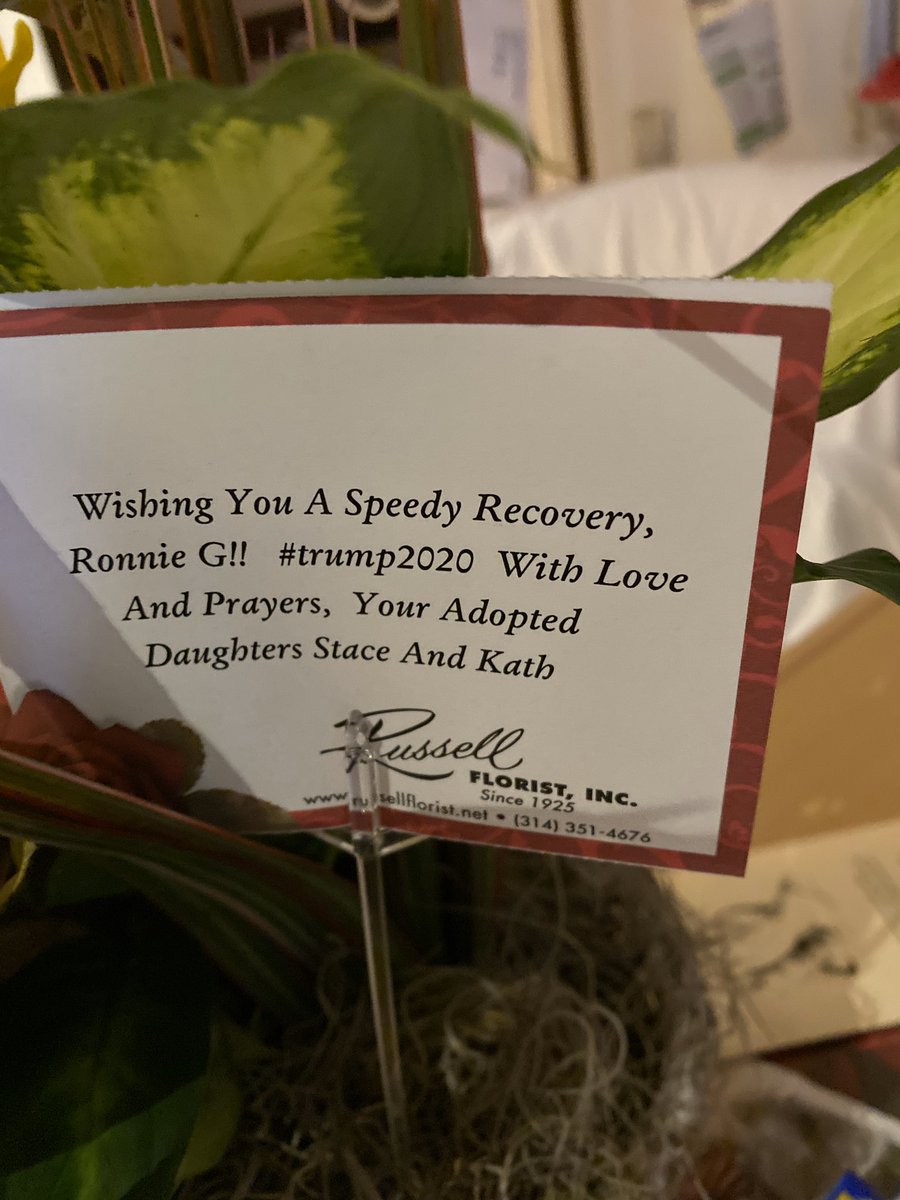 Wishing You A Speedy Recovery,
Ronnie G!! #trump2020 With Love
And Prayers, Your Adopted
Daughters Stace And Kath
Russell
FLORIST, INC.
Since 1925
www.russellflorist.net • (314) 351-4676